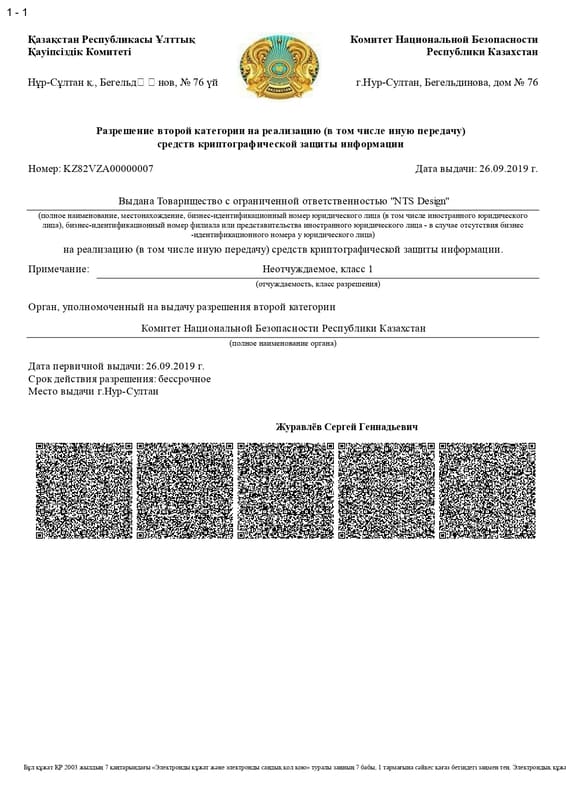 1 - 1
Қазақстан Республикасы Ұлттық
Қауіпсіздік Комитеті
Комитет Национальной Безопасности
Республики Казахстан
Нұр-Сұлтан қ., Бегельд□ □ нов, № 76 үй
г.Нур-Султан, Бегельдинова, дом № 76
ҚАЗАҚСТАН
Разрешение второй категории на реализацию (в том числе иную передачу)
средств криптографической защиты информации
Номер: KZ82VZA00000007
Дата выдачи: 26.09.2019 г.
Выдана Товарищество с ограниченной ответственностью "NTS Design"
(полное наименование, местонахождение, бизнес-идентификационный номер юридического лица (в том числе иностранного юридического
лица), бизнес-идентификационный номер филиала или представительства иностранного юридического лица - в случае отсутствия бизнес
-идентификационного номера у юридического лица)
на реализацию (в том числе иную передачу) средств криптографической защиты информации.
Примечание:
Неотчуждаемое, класс 1
(отчуждаемость, класс разрешения)
Орган, уполномоченный на выдачу разрешения второй категории
Комитет Национальной Безопасности Республики Казахстан
(полное наименование органа)
Дата первичной выдачи: 26.09.2019 г.
Срок действия разрешения: бессрочное
Место выдачи г.Нур-Султан
Журавлёв Сергей Геннадьевич
Бұл құжат ҚР 2003 жылдың 7 қаңтарындағы «Электронды құжат және электронды сандық қол қою» туралы заңның 7 бабы, 1 тармағына сәйкес қағаз бетіндегі заңмен тең. Электрондық құжа